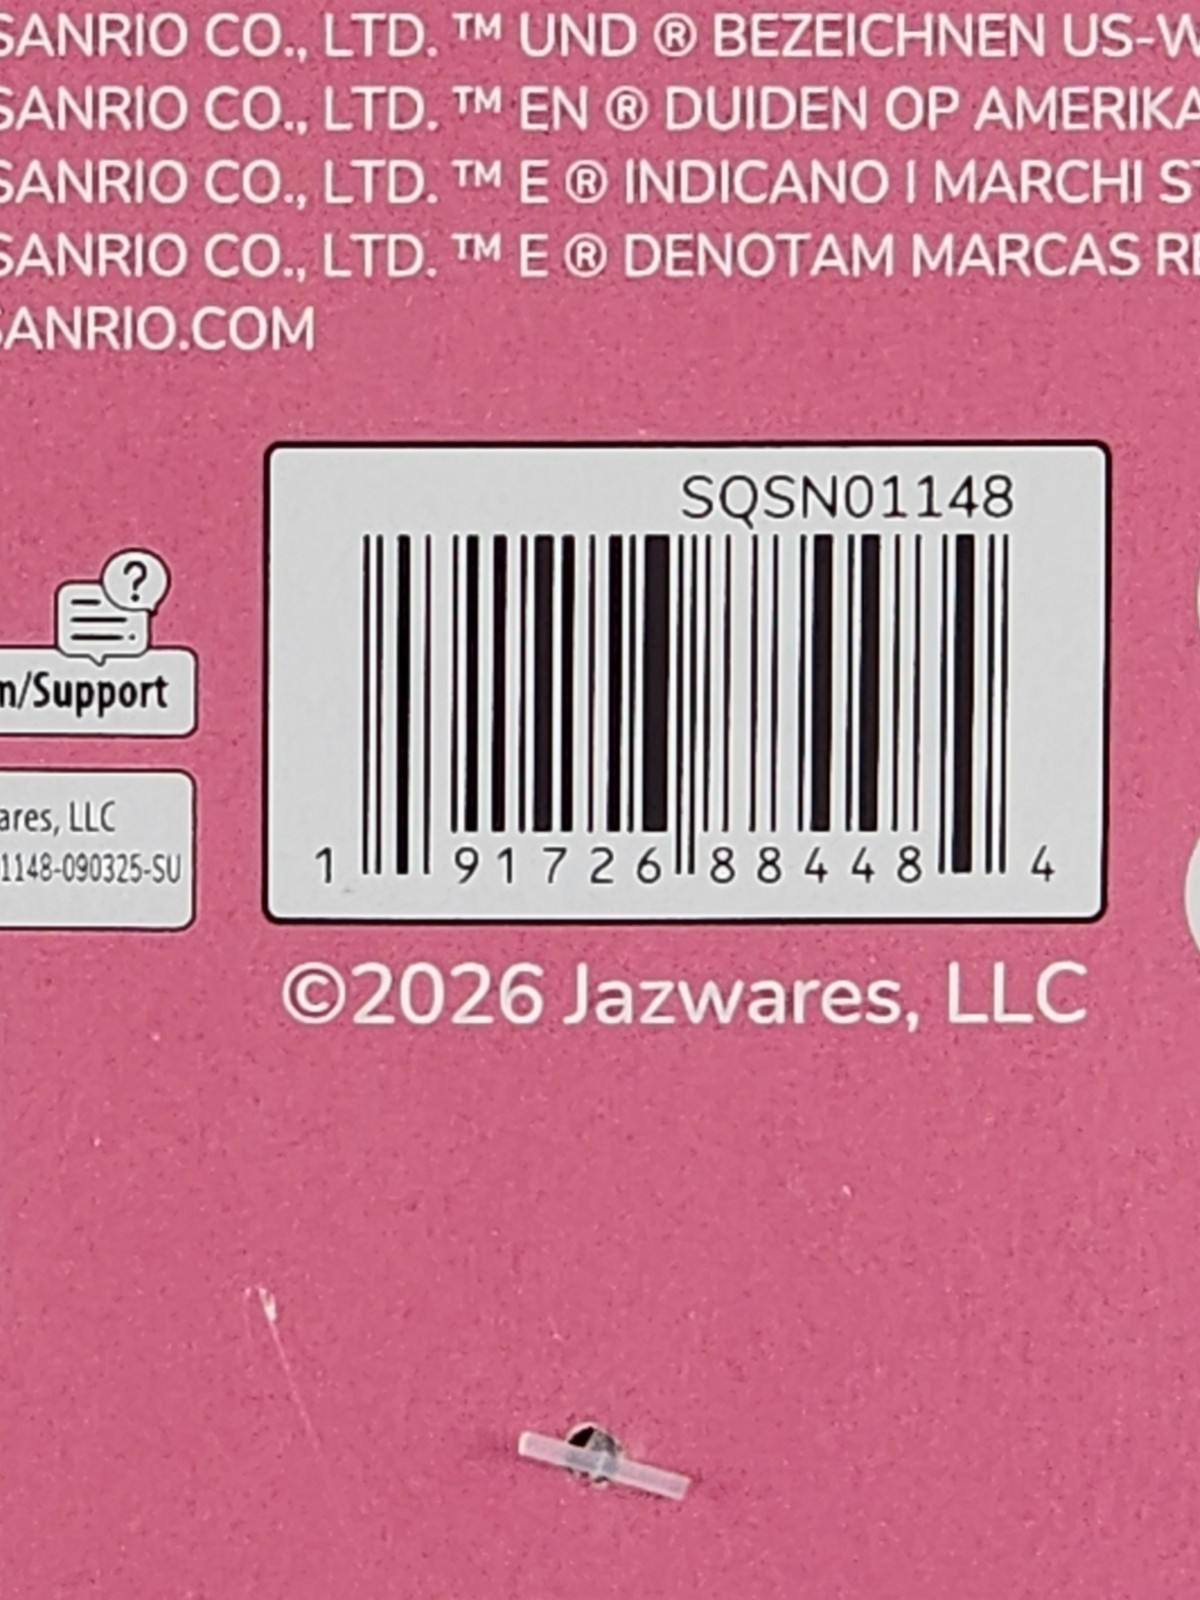 SANRIO CO., LTD. ™ UND ® BEZEICHNEN US-W
SANRIO CO., LTD. ™ EN ® DUIDEN OP AMERIKA
SANRIO CO., LTD. ™ E ® INDICANO I MARCHI ST
SANRIO CO., LTD. ™ E ® DENOTAM MARCAS RE
SANRIO.COM
SQSN01148
?
n/Support
ares, LLC
1148-090325-SU
1 91726 88448 4
©2026 Jazwares, LLC